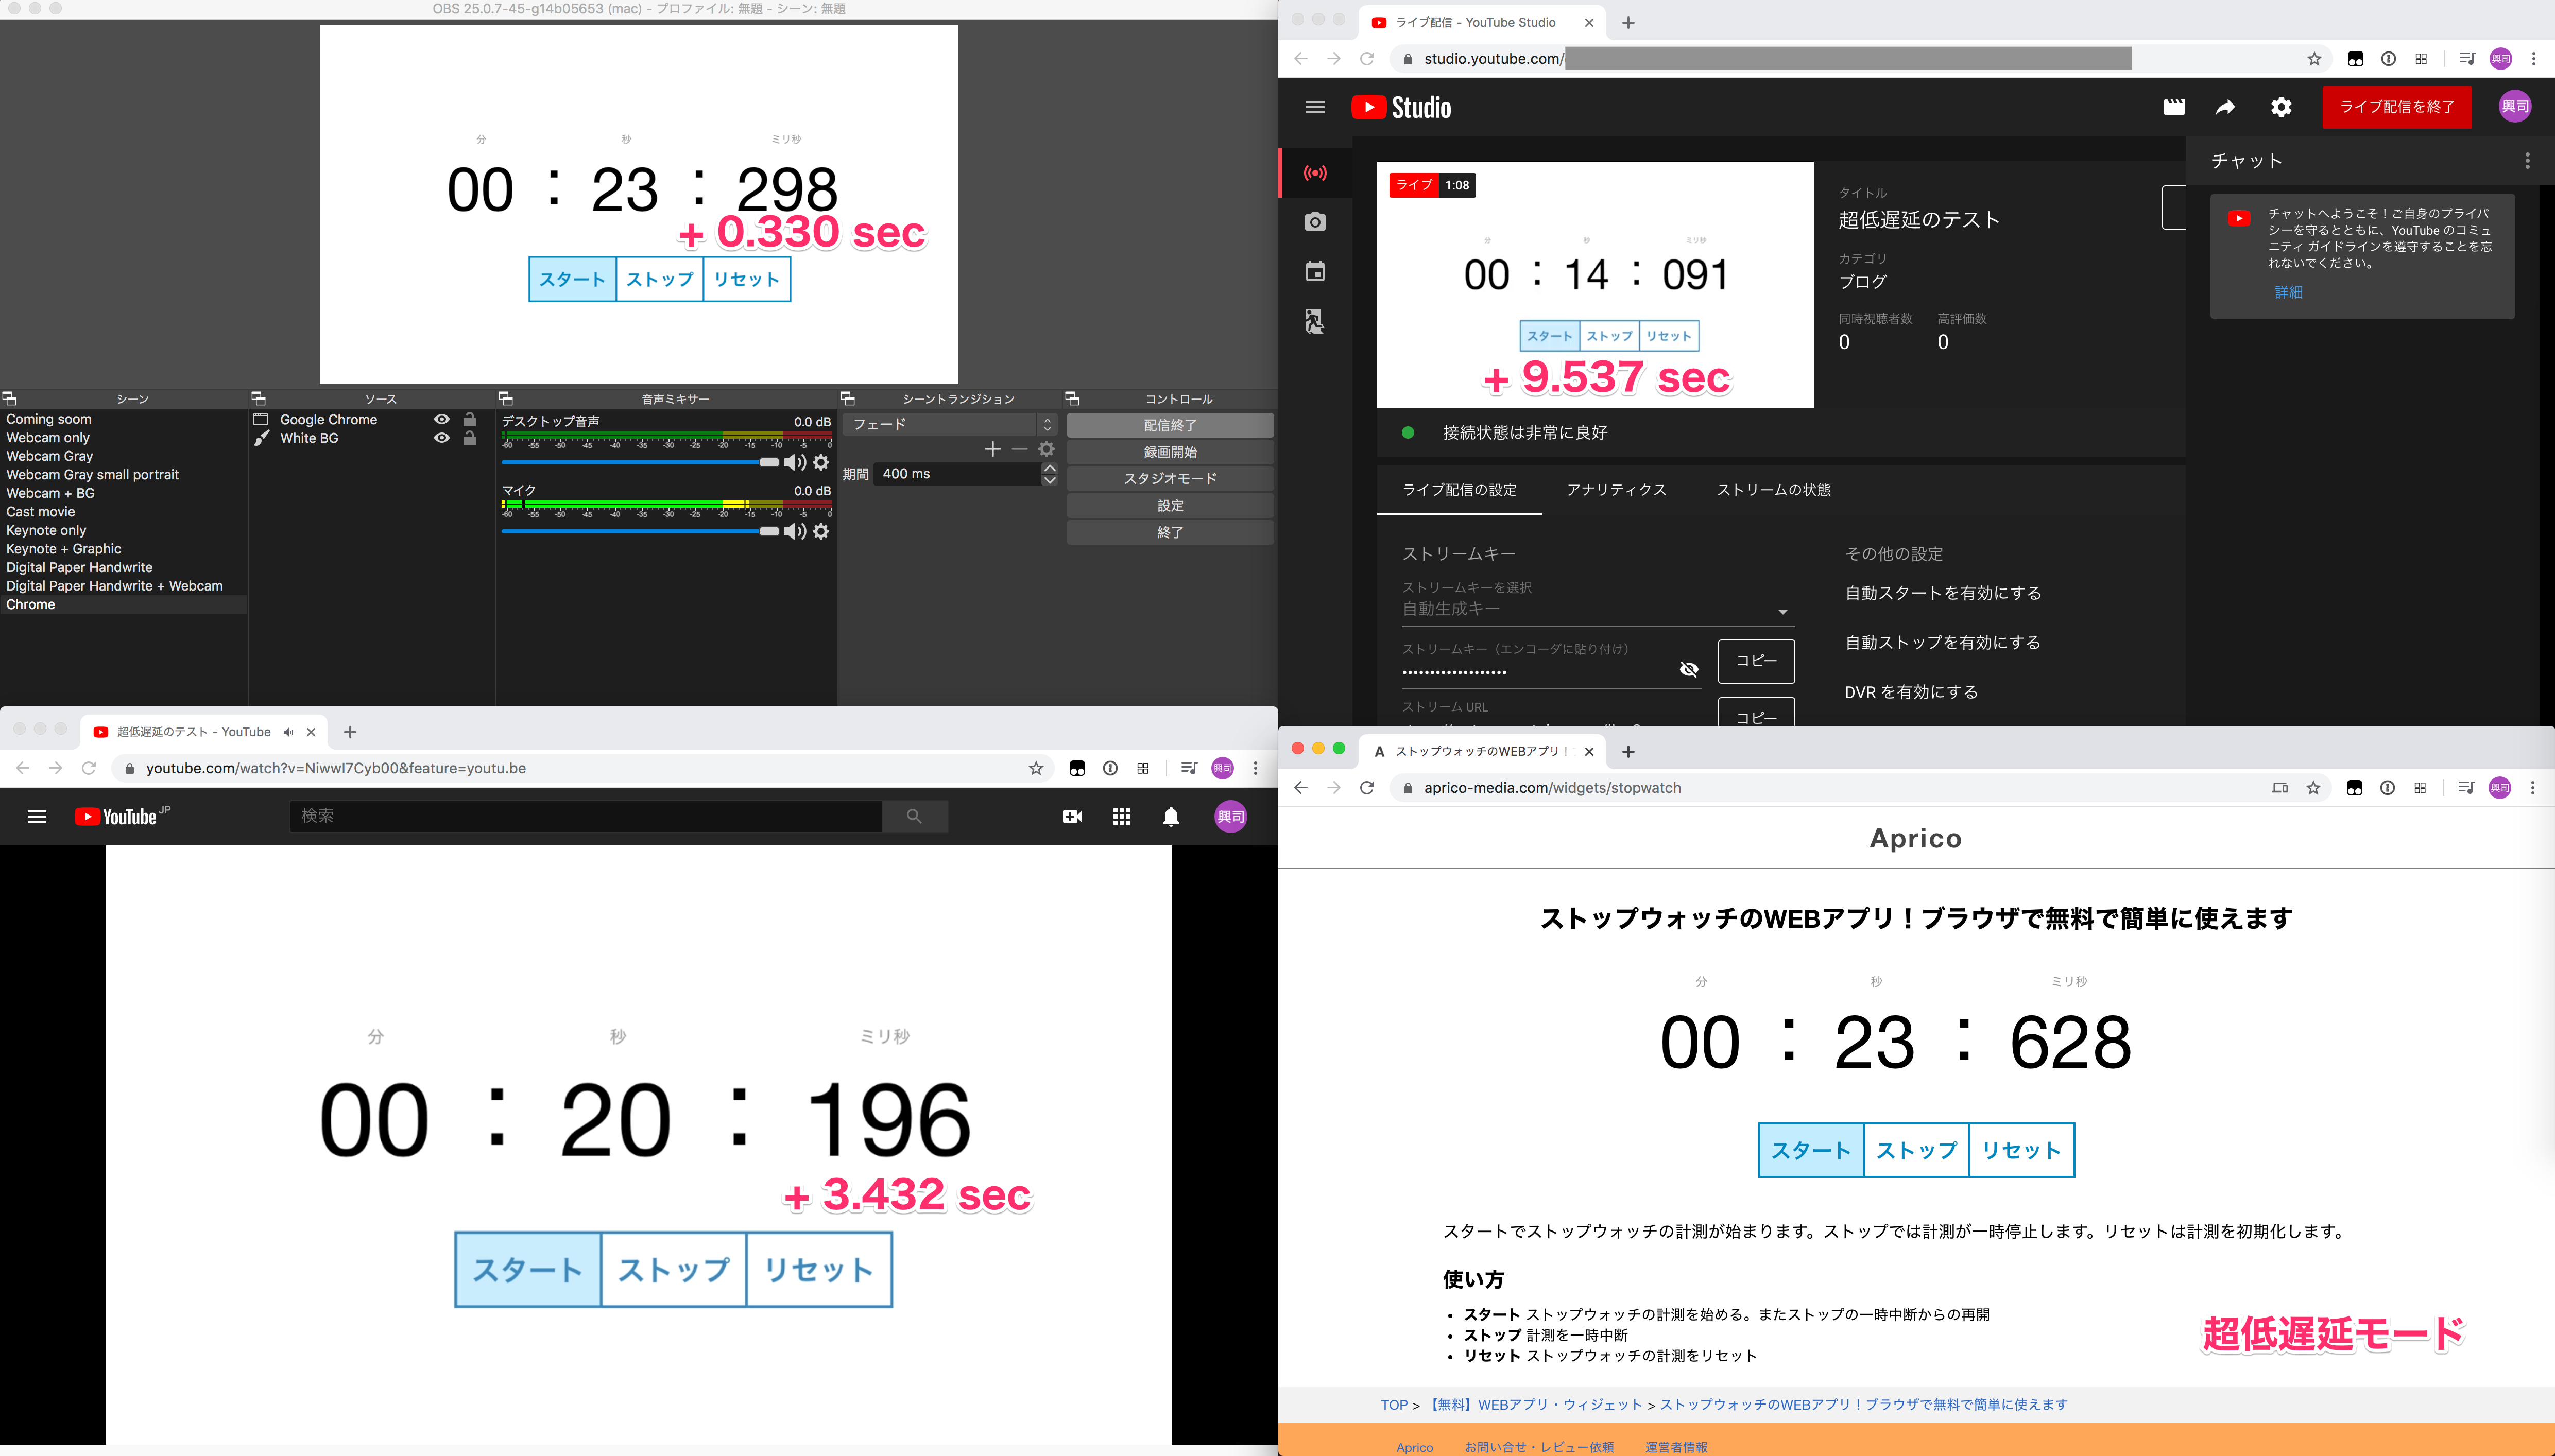 OBS 25.0.7-45-g14b05653 (mac) - プロファイル: 無題 - シーン: 無題
分 秒 ミリ秒
00 : 23 : 298
+ 0.330 sec
スタート ストップ リセット
シーン
Coming soom
Webcam only
Webcam Gray
Webcam Gray small portrait
Webcam + BG
Cast movie
Keynote only
Keynote + Graphic
Digital Paper Handwrite
Digital Paper Handwrite + Webcam
Chrome
ソース
Google Chrome
White BG
音声ミキサー
デスクトップ音声 0.0 dB
-60 -55 -50 -45 -40 -35 -30 -25 -20 -15 -10 -5 0
マイク 0.0 dB
-60 -55 -50 -45 -40 -35 -30 -25 -20 -15 -10 -5 0
シーントランジション
フェード
期間 400 ms
コントロール
配信終了
録画開始
スタジオモード
設定
終了
ライブ配信 - YouTube Studio
studio.youtube.com/
興司
Studio
ライブ配信を終了
興司
ライブ 1:08
分 秒 ミリ秒
00 : 14 : 091
スタート ストップ リセット
+ 9.537 sec
タイトル
超低遅延のテスト
カテゴリ
ブログ
同時視聴者数 高評価数
0 0
チャット
チャットへようこそ！ご自身のプライバ
シーを守るとともに、YouTube のコミュ
ニティ ガイドラインを遵守することを忘
れないでください。
詳細
接続状態は非常に良好
ライブ配信の設定 アナリティクス ストリームの状態
ストリームキー
ストリームキーを選択
自動生成キー
ストリームキー（エンコーダに貼り付け）
コピー
ストリーム URL
コピー
その他の設定
自動スタートを有効にする
自動ストップを有効にする
DVR を有効にする
超低遅延のテスト - YouTube
youtube.com/watch?v=NiwwI7Cyb00&feature=youtu.be
興司
YouTube JP
検索
興司
分 秒 ミリ秒
00 : 20 : 196
+ 3.432 sec
スタート ストップ リセット
A ストップウォッチのWEBアプリ！
aprico-media.com/widgets/stopwatch
興司
Aprico
ストップウォッチのWEBアプリ！ブラウザで無料で簡単に使えます
分 秒 ミリ秒
00 : 23 : 628
スタート ストップ リセット
スタートでストップウォッチの計測が始まります。ストップでは計測が一時停止します。リセットは計測を初期化します。
使い方
• スタート ストップウォッチの計測を始める。またストップの一時中断からの再開
• ストップ 計測を一時中断
• リセット ストップウォッチの計測をリセット
超低遅延モード
TOP > 【無料】WEBアプリ・ウィジェット > ストップウォッチのWEBアプリ！ブラウザで無料で簡単に使えます
Aprico お問い合せ・レビュー依頼 運営者情報